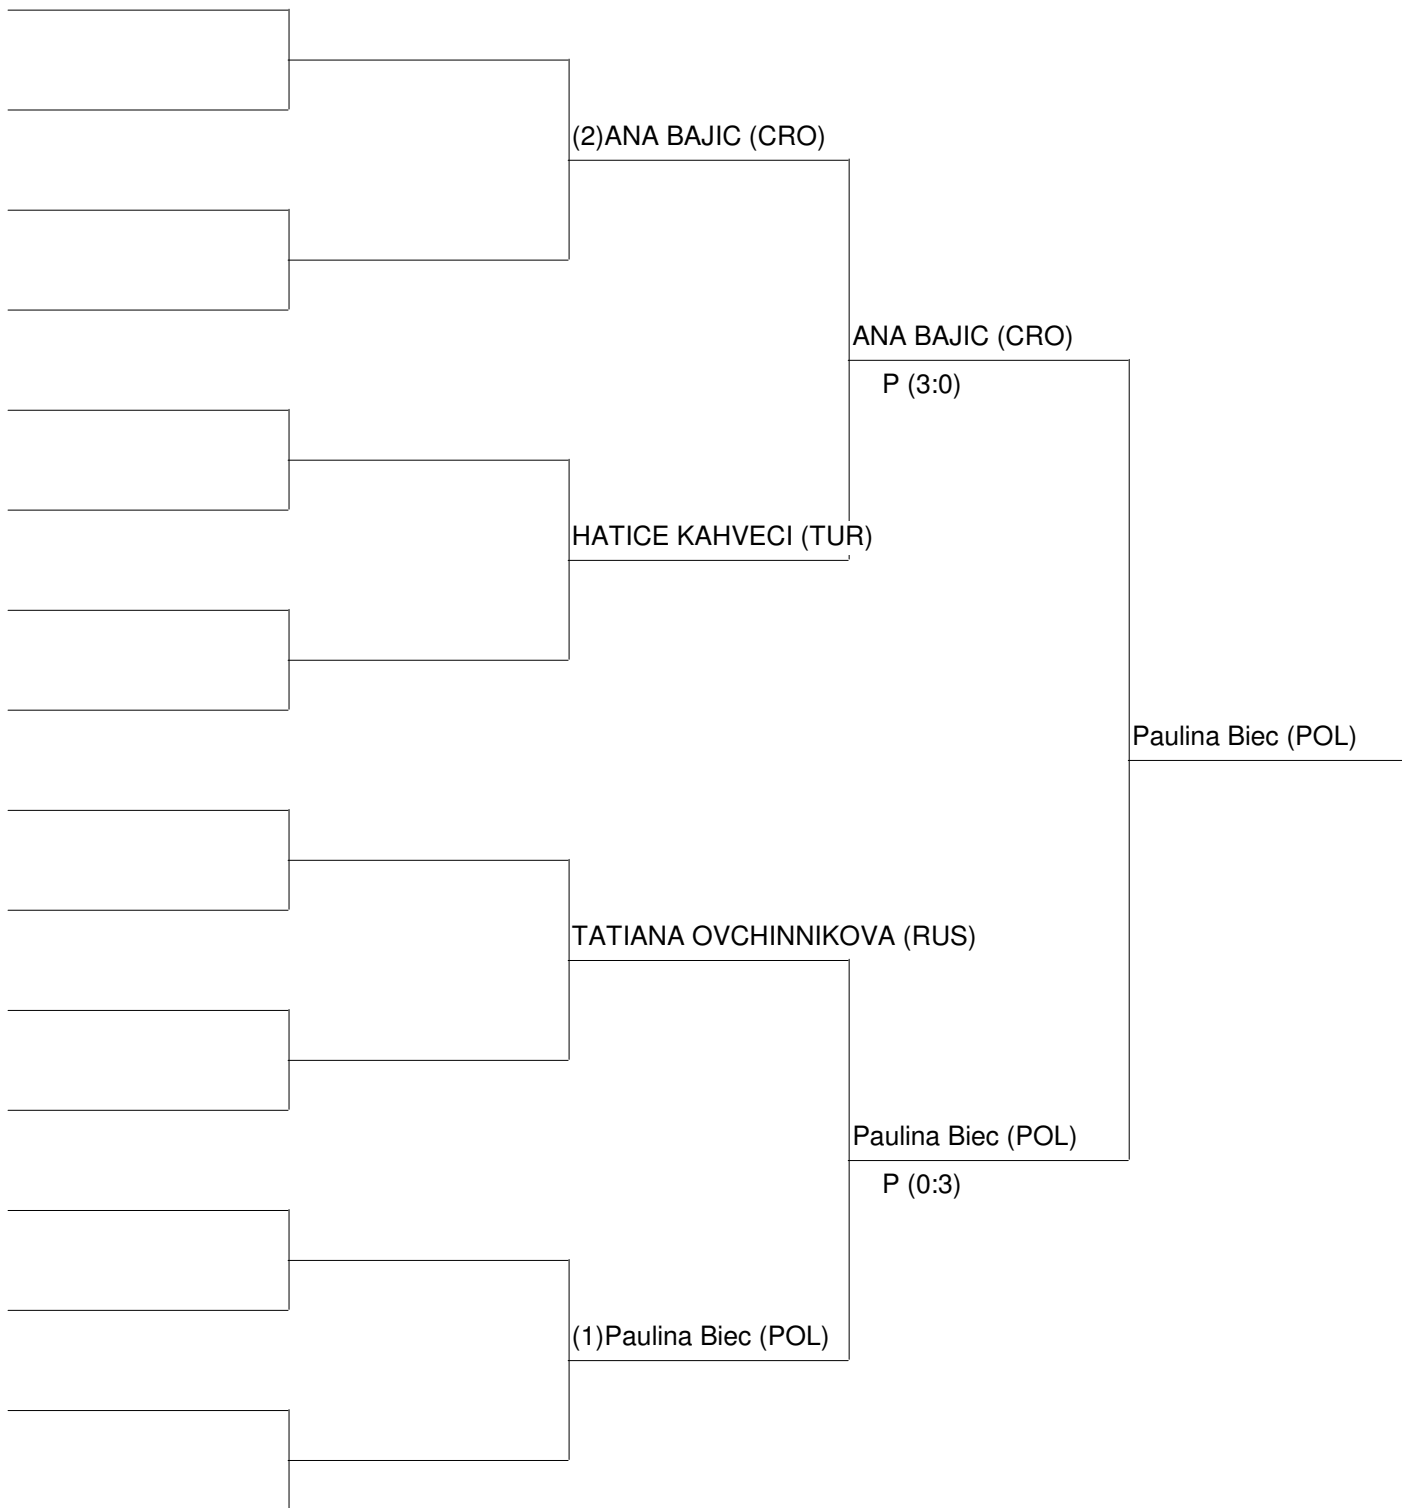 (2)ANA BAJIC (CRO)
ANA BAJIC (CRO)
P (3:0)
HATICE KAHVECI (TUR)
Paulina Biec (POL)
TATIANA OVCHINNIKOVA (RUS)
Paulina Biec (POL)
P (0:3)
(1)Paulina Biec (POL)